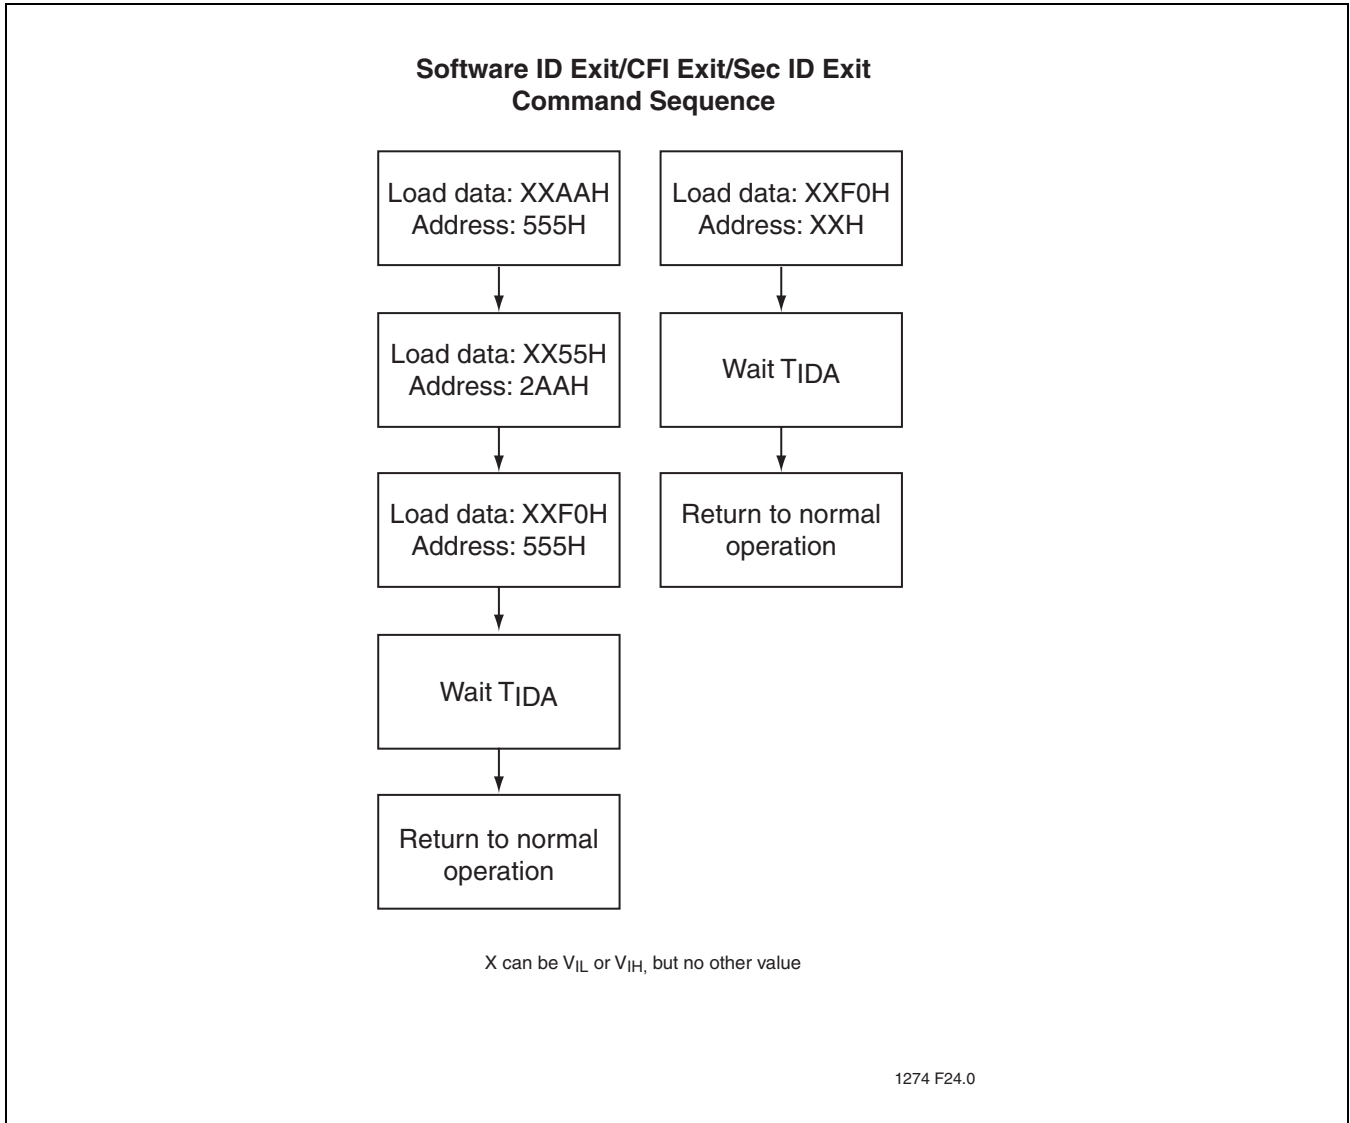 Software ID Exit/CFI Exit/Sec ID Exit
Command Sequence
Load data: XXAAH
Address: 555H
Load data: XX55H
Address: 2AAH
Load data: XXF0H
Address: 555H
Wait TIDA
Return to normal
operation
Load data: XXF0H
Address: XXH
Wait TIDA
Return to normal
operation
X can be VIL or VIH, but no other value
1274 F24.0